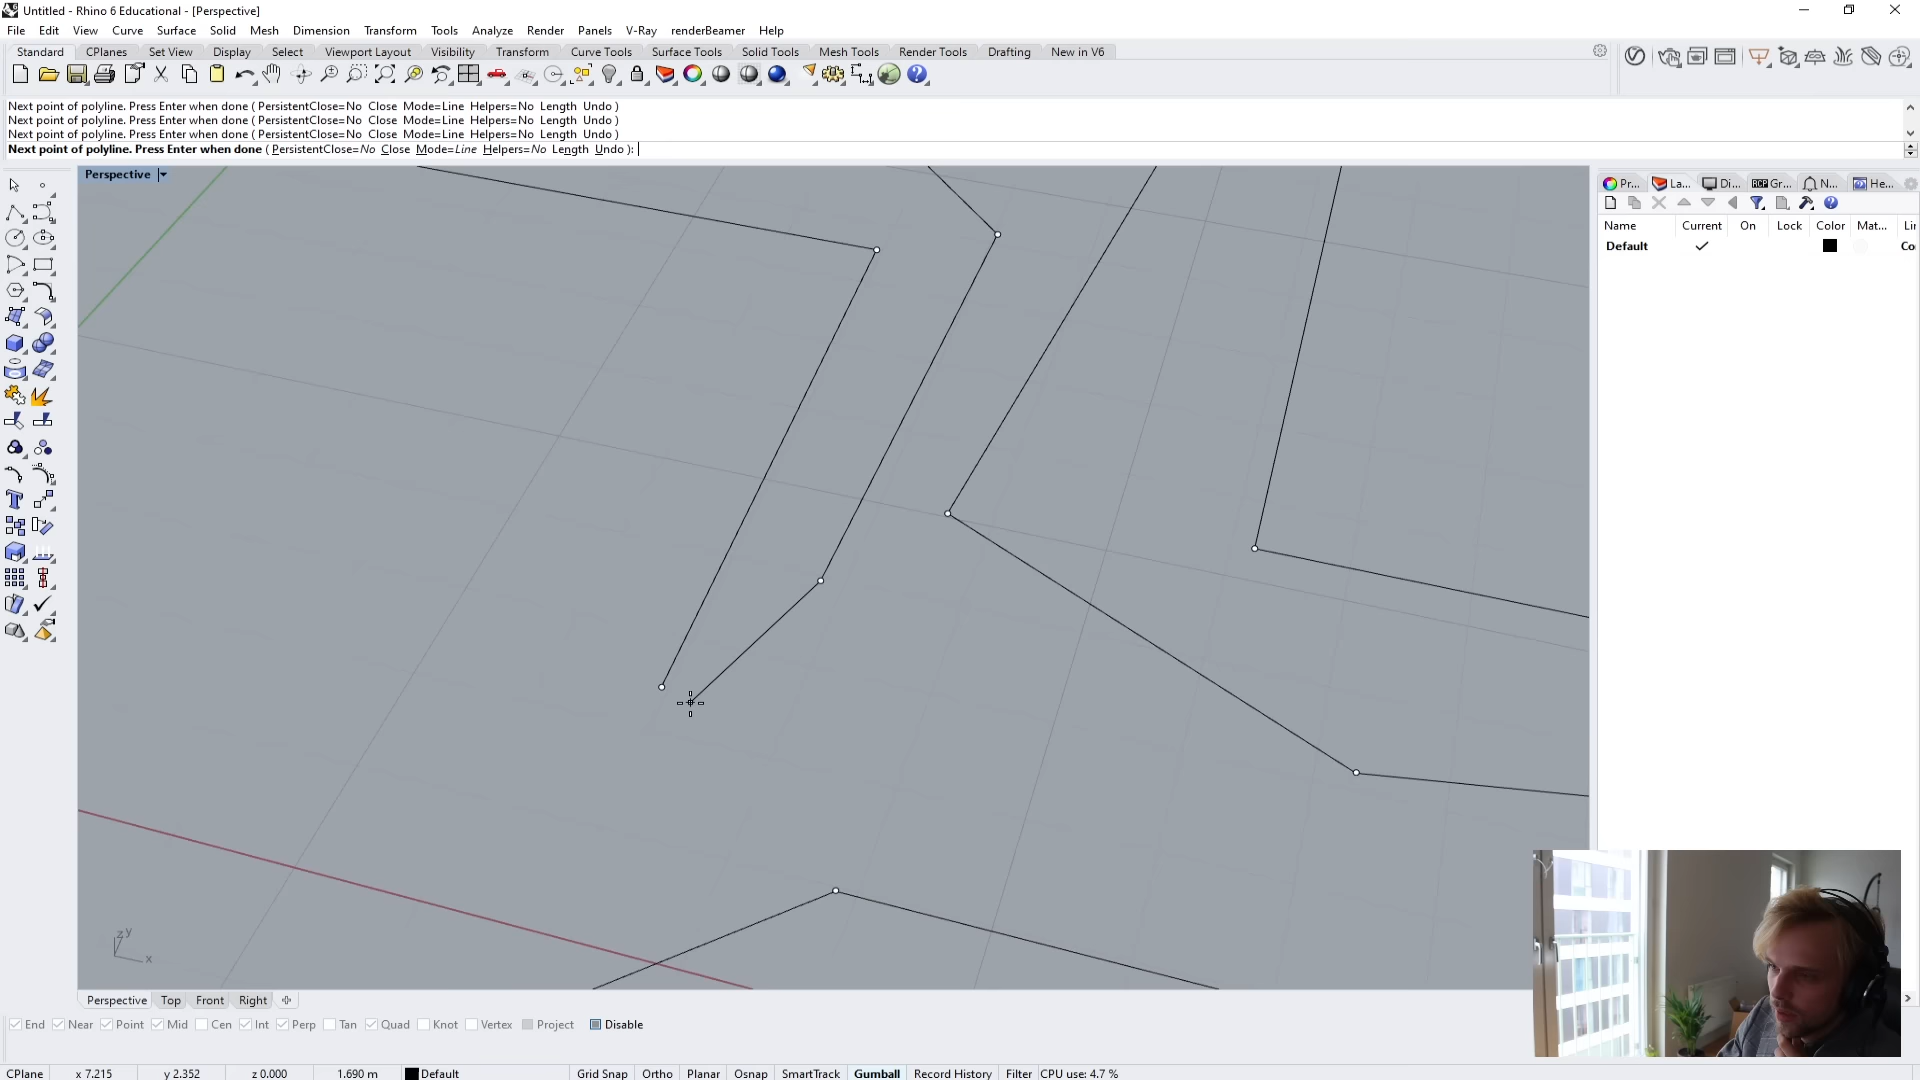 Untitled - Rhino 6 Educational - [Perspective]
File Edit View Curve Surface Solid Mesh Dimension Transform Tools Analyze Render Panels V-Ray renderBeamer Help
Standard CPlanes Set View Display Select Viewport Layout Visibility Transform Curve Tools Surface Tools Solid Tools Mesh Tools Render Tools Drafting New in V6
Next point of polyline. Press Enter when done ( PersistentClose=No Close Mode=Line Helpers=No Length Undo )
Next point of polyline. Press Enter when done ( PersistentClose=No Close Mode=Line Helpers=No Length Undo )
Next point of polyline. Press Enter when done ( PersistentClose=No Close Mode=Line Helpers=No Length Undo )
Next point of polyline. Press Enter when done ( PersistentClose=No Close Mode=Line Helpers=No Length Undo ):
Perspective
Pr... La... Di... Gr... N... He...
Name Current On Lock Color Mat... Lin
Default Co
z y
x
Perspective Top Front Right
End Near Point Mid Cen Int Perp Tan Quad Knot Vertex Project Disable
CPlane x 7.215 y 2.352 z 0.000 1.690 m Default Grid Snap Ortho Planar Osnap SmartTrack Gumball Record History Filter CPU use: 4.7 %